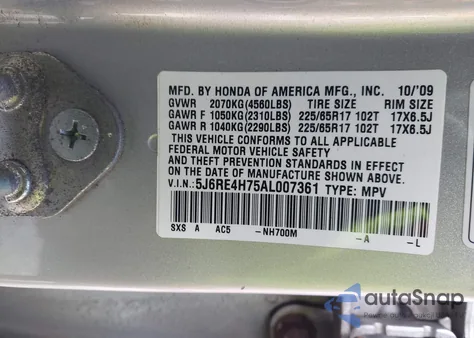 MFD. BY HONDA OF AMERICA MFG., INC. 10/'09
GVWR 2070KG(4560LBS) TIRE SIZE RIM SIZE
GAWR F 1050KG(2310LBS) 225/65R17 102T 17X6.5J
GAWR R 1040KG(2290LBS) 225/65R17 102T 17X6.5J
THIS VEHICLE CONFORMS TO ALL APPLICABLE
FEDERAL MOTOR VEHICLE SAFETY
AND THEFT PREVENTION STANDARDS IN EFFECT
ON THE DATE OF MANUFACTURE SHOWN ABOVE.
V.I.N.: 5J6RE4H75AL007361 TYPE: MPV
SXS A AC5 -NH700M -A -L
autoSnap